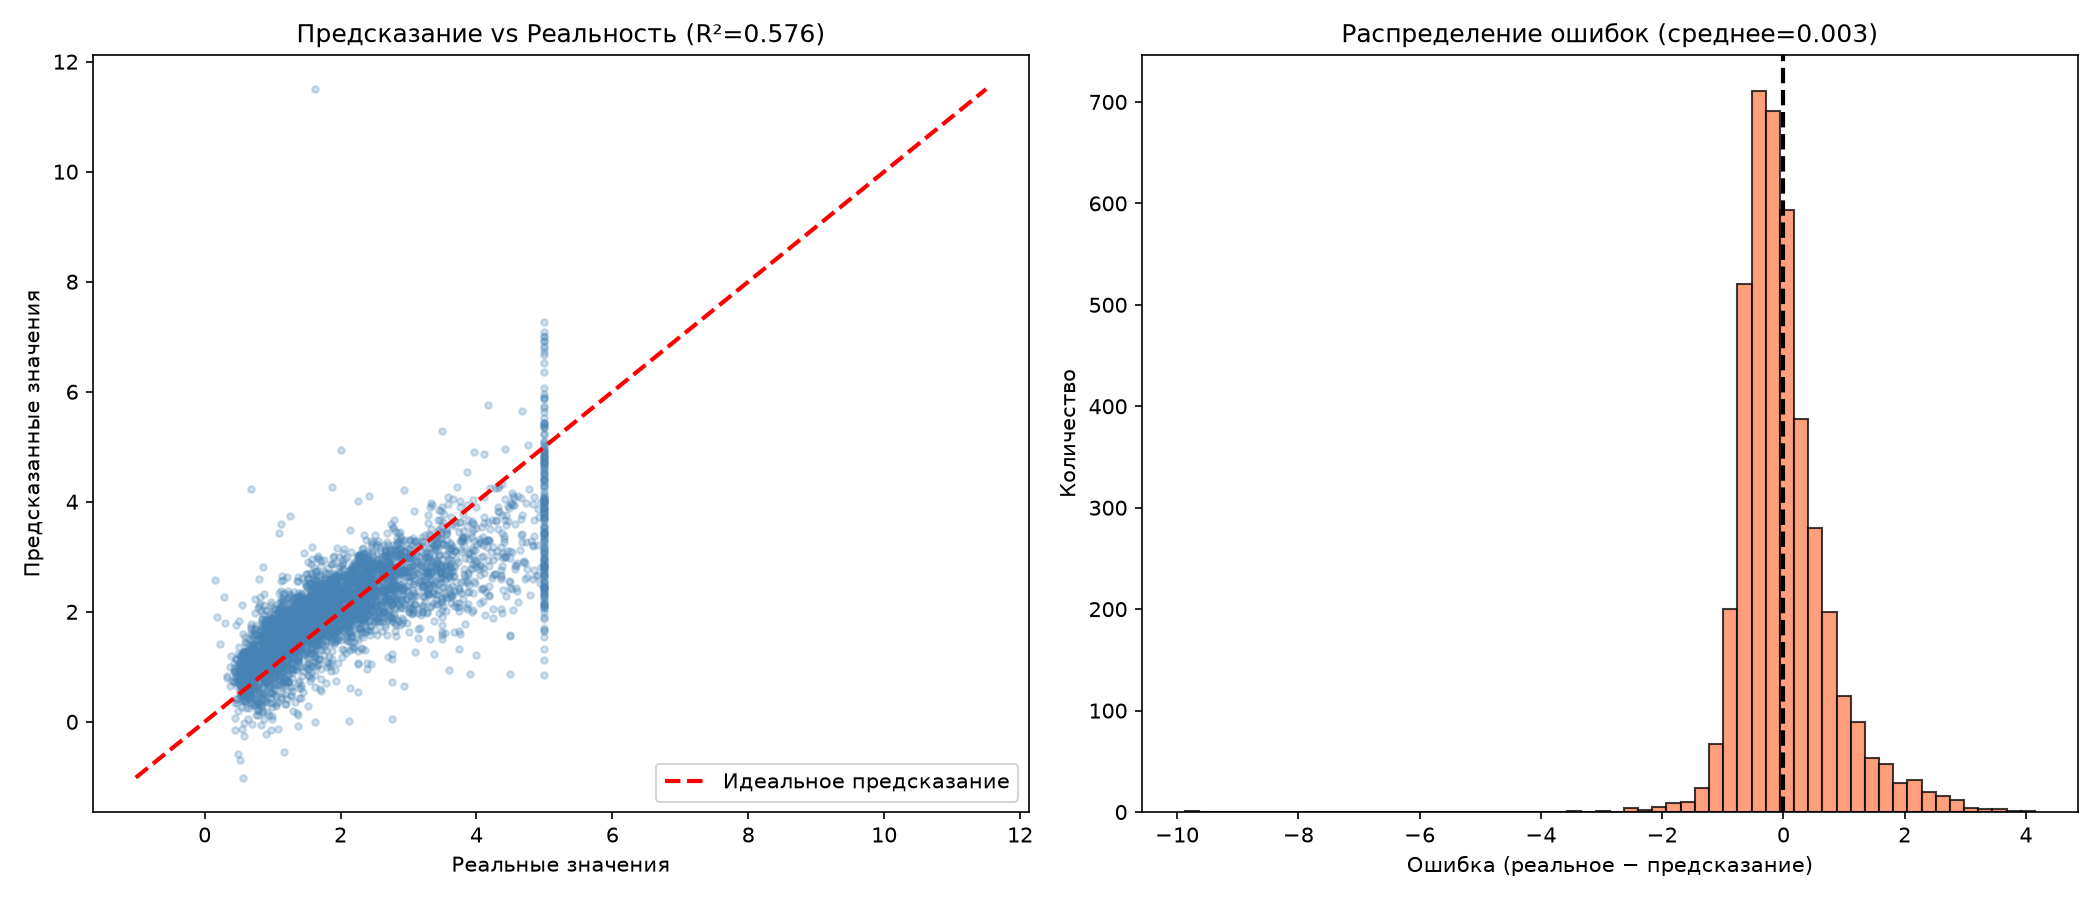 Предсказание vs Реальность (R²=0.576)
12
10
8
6
4
2
0
Предсказанные значения
0 2 4 6 8 10 12
Реальные значения
Идеальное предсказание
Распределение ошибок (среднее=0.003)
700
600
500
400
300
200
100
0
Количество
−10 −8 −6 −4 −2 0 2 4
Ошибка (реальное − предсказание)